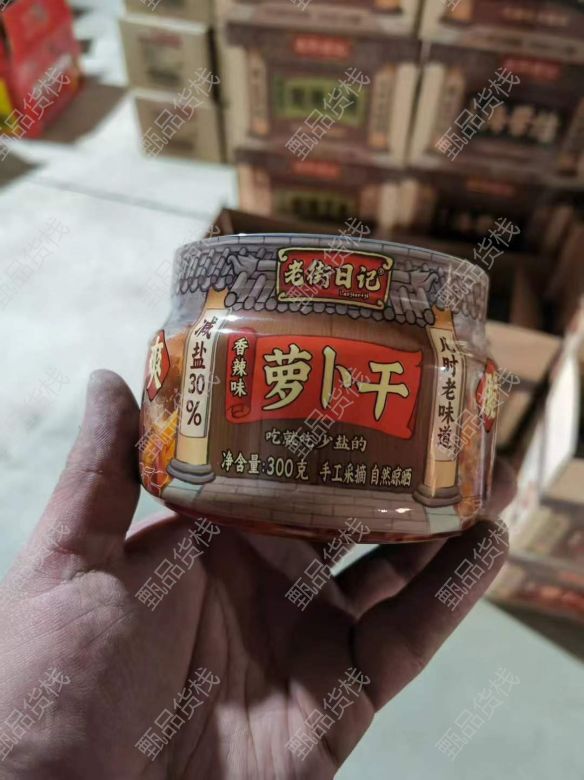 老街日记®
Laojieriji
减盐30%
香辣味
萝卜干
儿时老味道
爽
吃就吃少盐的
净含量:300克 手工采摘 自然晾晒
甄品货栈